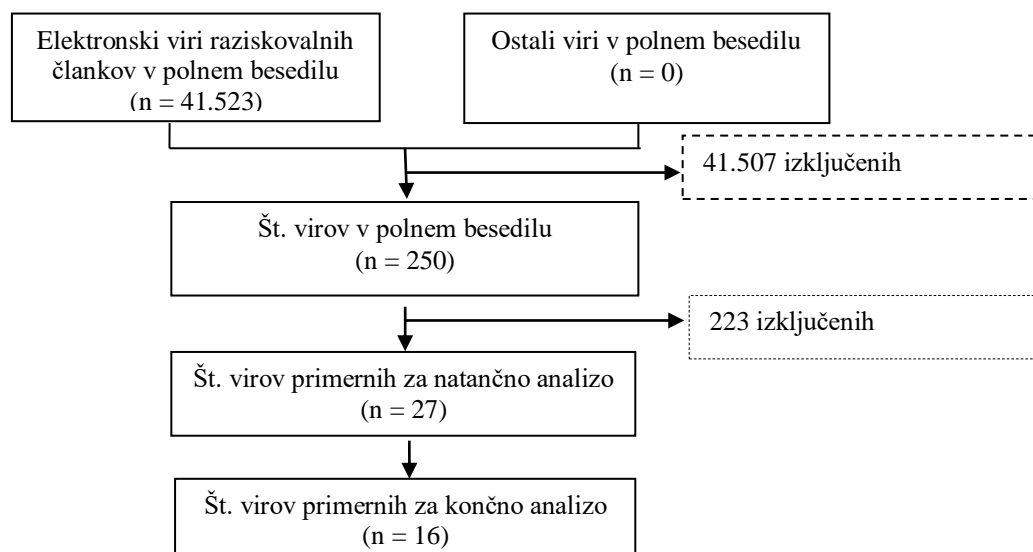 Elektronski viri raziskovalnih
člankov v polnem besedilu
(n = 41.523)
Ostali viri v polnem besedilu
(n = 0)
41.507 izključenih
Št. virov v polnem besedilu
(n = 250)
223 izključenih
Št. virov primernih za natančno analizo
(n = 27)
Št. virov primernih za končno analizo
(n = 16)